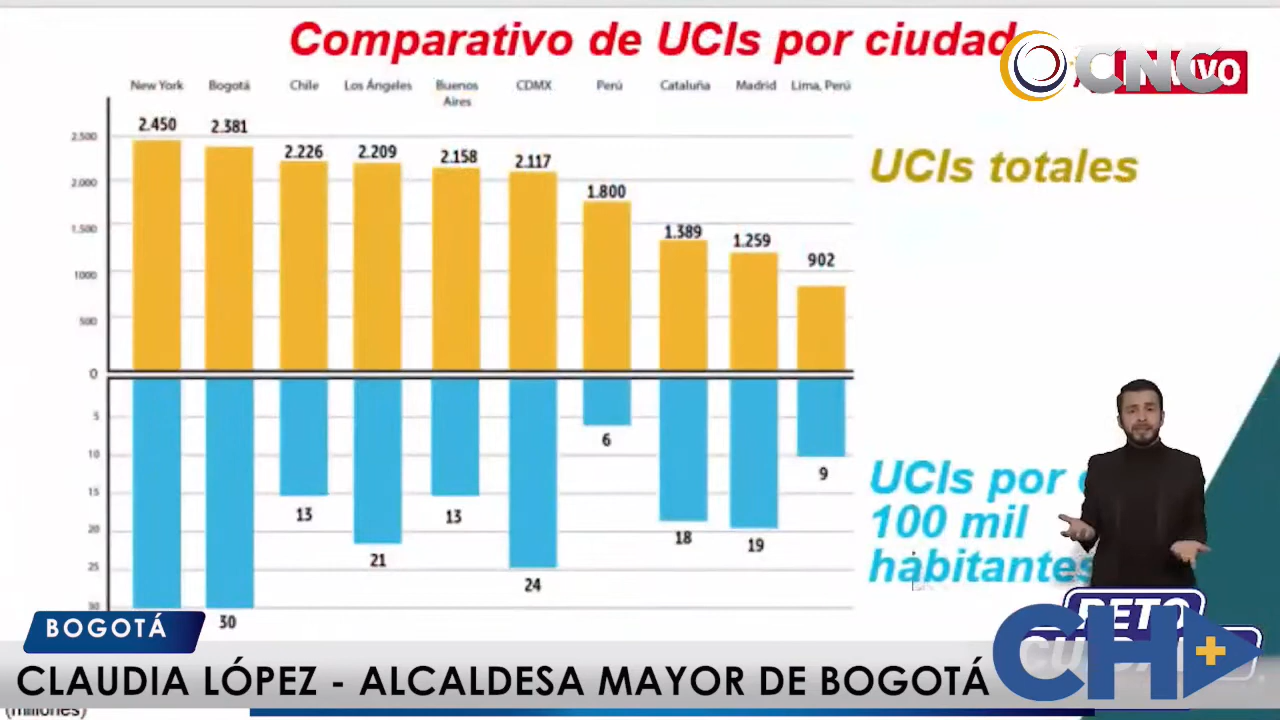 Comparativo de UCIs por ciudad
CNC
VIVO
New York Bogotá Chile Los Ángeles Buenos Aires CDMX Perú Cataluña Madrid Lima, Perú
2.450 2.381 2.226 2.209 2.158 2.117 1.800 1.389 1.259 902
2.500
2.000
1.500
1000
500
0
UCIs totales
5
10
15
20
25
30
30 13 21 13 24 6 18 19 9
UCIs por
100 mil
habitantes
RETO
BOGOTÁ
CLAUDIA LÓPEZ - ALCALDESA MAYOR DE BOGOTÁ
CH+
(millones)